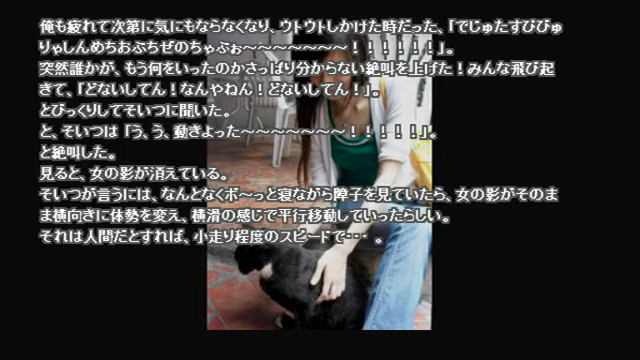 俺も疲れて次第に気にもならなくなり、ウトウトしかけた時だった、「でじゅたすびびゅ
りゃしんめちおぶちぜのちゃぶぉ～～～～～～～！！！！！！」。
突然誰かが、もう何をいったのかさっぱり分からない絶叫を上げた！みんな飛び起
きて、「どないしてん！なんやねん！どないしてん！」。
とびっくりしてそいつに聞いた。
と、そいつは「う、う、動きよった～～～～～～～！！！！！」。
と絶叫した。
見ると、女の影が消えている。
そいつが言うには、なんとなくボ～っと寝ながら障子を見ていたら、女の影がそのま
ま横向きに体勢を変え、横滑の感じで平行移動していったらしい。
それは人間だとすれば、小走り程度のスピードで・・・ 。